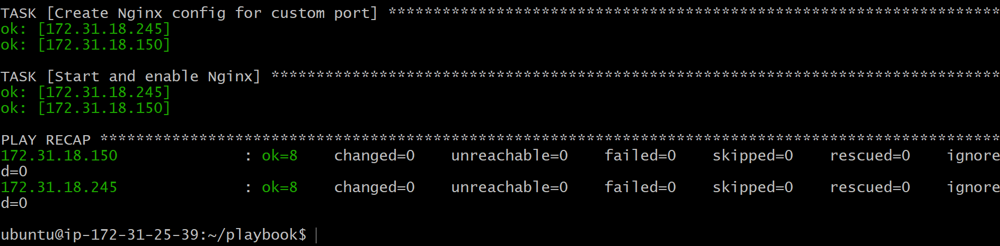 TASK [Create Nginx config for custom port] ********************************************************************
ok: [172.31.18.245]
ok: [172.31.18.150]
TASK [Start and enable Nginx] *********************************************************************************
ok: [172.31.18.245]
ok: [172.31.18.150]
PLAY RECAP ****************************************************************************************************
172.31.18.150              : ok=8    changed=0    unreachable=0    failed=0    skipped=0    rescued=0    ignore
d=0
172.31.18.245              : ok=8    changed=0    unreachable=0    failed=0    skipped=0    rescued=0    ignore
d=0
ubuntu@ip-172-31-25-39:~/playbook$